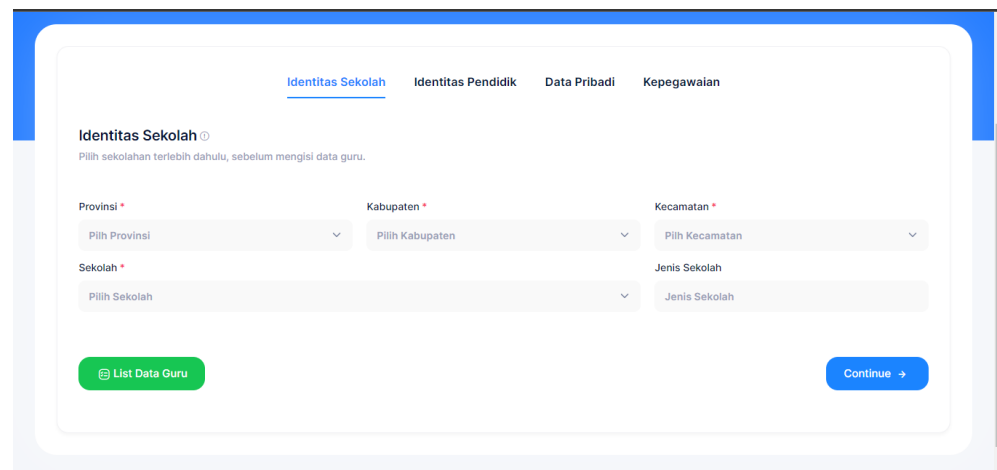 Identitas Sekolah Identitas Pendidik Data Pribadi Kepegawaian
Identitas Sekolah
Pilih sekolahan terlebih dahulu, sebelum mengisi data guru.
Provinsi * Kabupaten * Kecamatan *
Pilh Provinsi Pilih Kabupaten Pilh Kecamatan
Sekolah * Jenis Sekolah
Pilih Sekolah Jenis Sekolah
List Data Guru Continue →